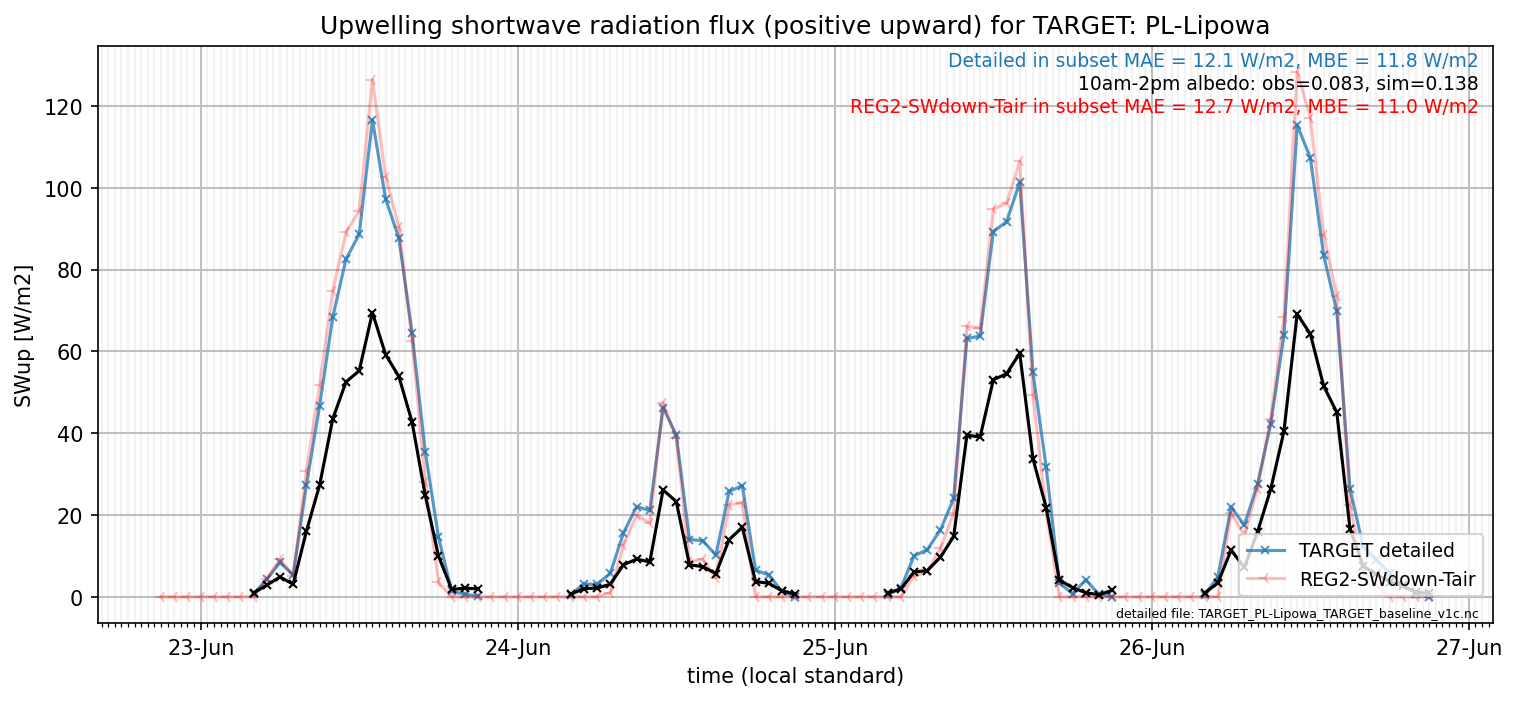 Upwelling shortwave radiation flux (positive upward) for TARGET: PL-Lipowa
Detailed in subset MAE = 12.1 W/m2, MBE = 11.8 W/m2
10am-2pm albedo: obs=0.083, sim=0.138
REG2-SWdown-Tair in subset MAE = 12.7 W/m2, MBE = 11.0 W/m2
SWup [W/m2]
120
100
80
60
40
20
0
TARGET detailed
REG2-SWdown-Tair
detailed file: TARGET_PL-Lipowa_TARGET_baseline_v1c.nc
23-Jun 24-Jun 25-Jun 26-Jun 27-Jun
time (local standard)